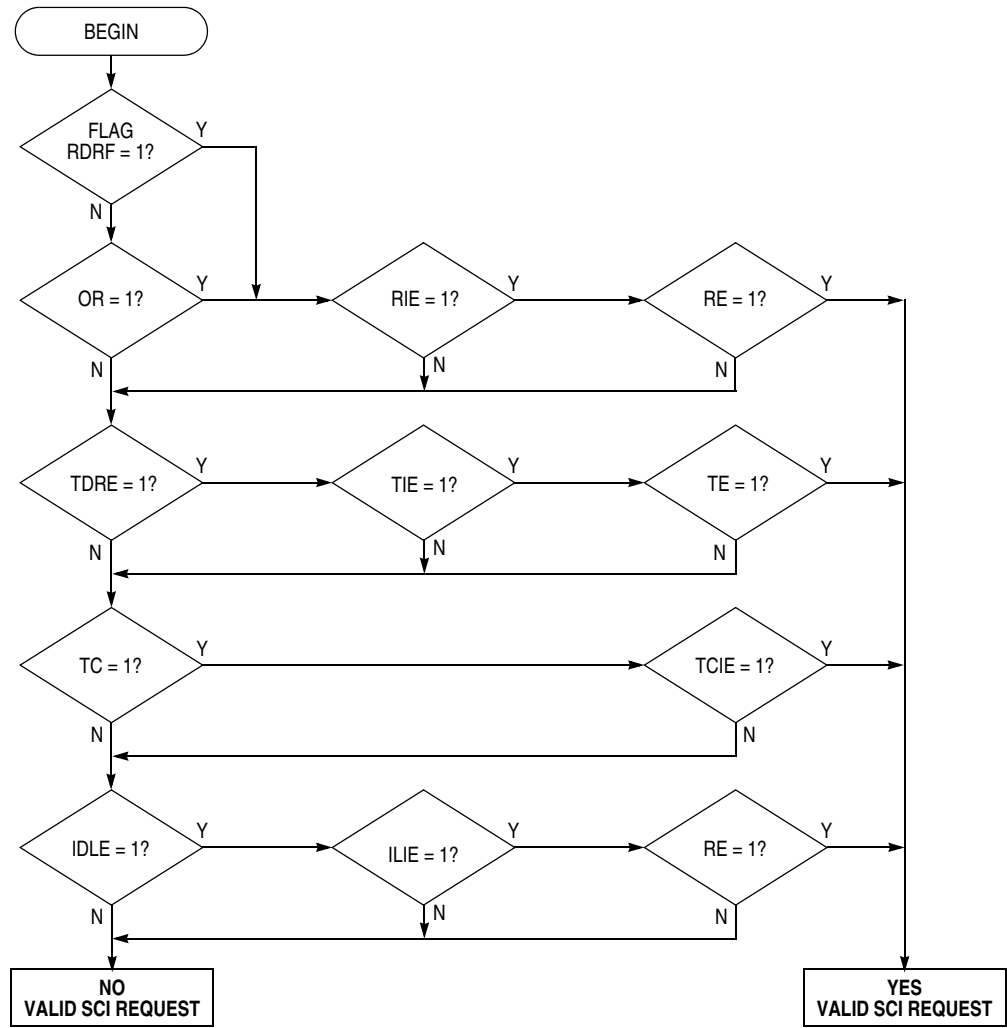 BEGIN
FLAG
RDRF = 1?
Y
N
OR = 1?
Y
RIE = 1?
Y
RE = 1?
Y
N
N
N
TDRE = 1?
Y
TIE = 1?
Y
TE = 1?
Y
N
N
N
TC = 1?
Y
TCIE = 1?
Y
N
N
IDLE = 1?
Y
ILIE = 1?
Y
RE = 1?
Y
N
N
N
NO
VALID SCI REQUEST
YES
VALID SCI REQUEST